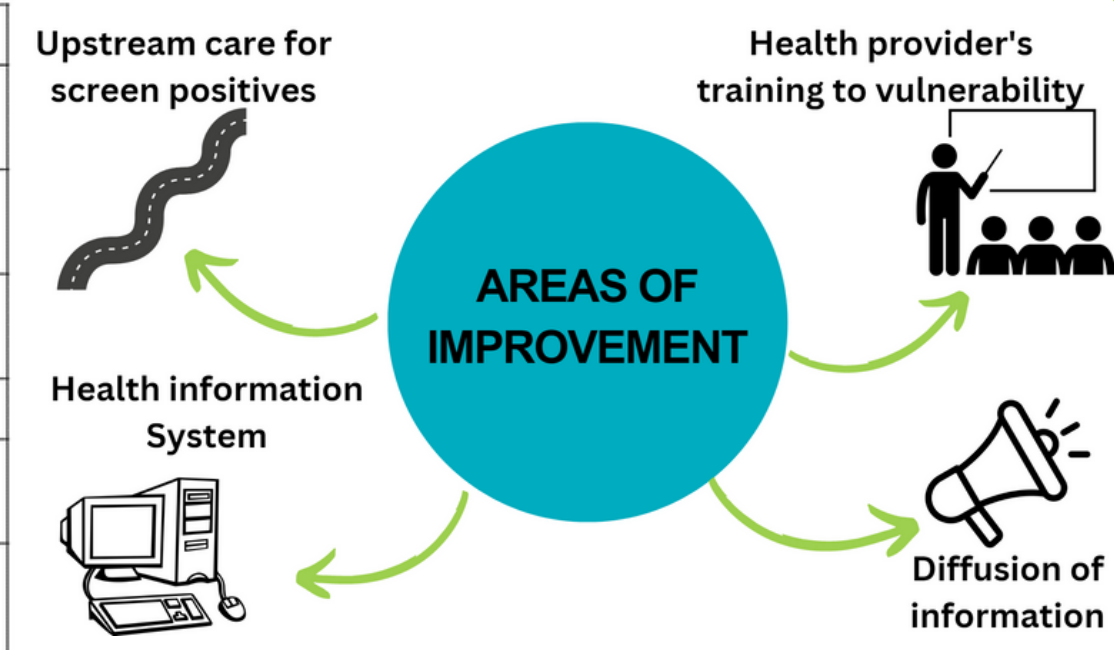 Upstream care for
screen positives
Health provider's
training to vulnerability
AREAS OF
IMPROVEMENT
Health information
System
Diffusion of
information